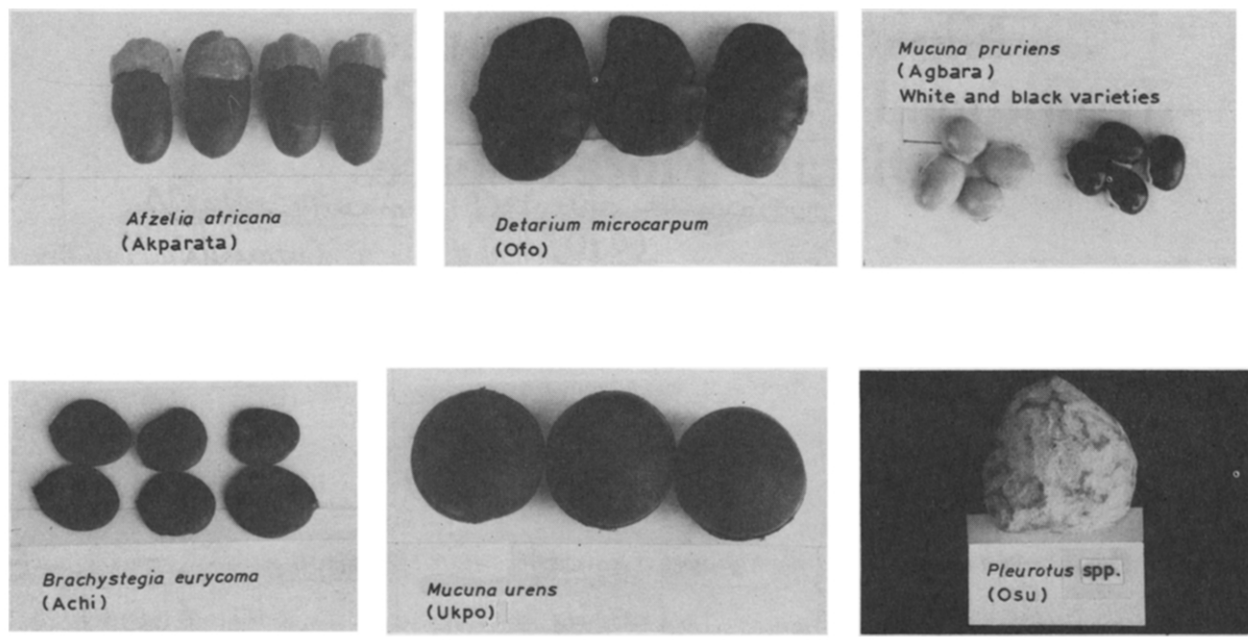 Afzelia africana
(Akparata)
Detarium microcarpum
(Ofo)
Mucuna pruriens
(Agbara)
White and black varieties
Brachystegia eurycoma
(Achi)
Mucuna urens
(Ukpo)
Pleurotus spp.
(Osu)